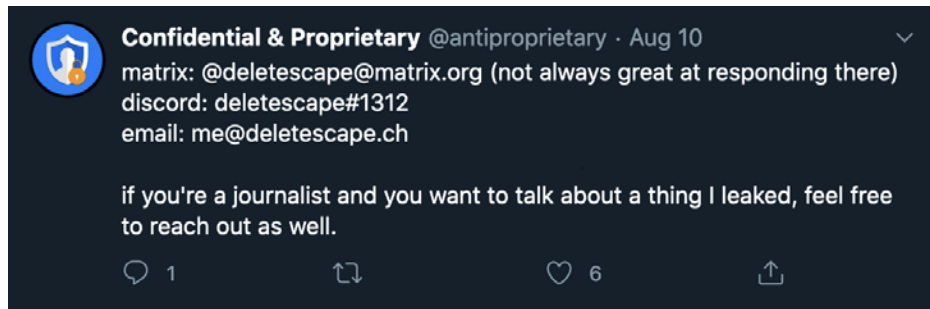 Confidential & Proprietary @antiproprietary · Aug 10
matrix: @deletescape@matrix.org (not always great at responding there)
discord: deletescape#1312
email: me@deletescape.ch
if you're a journalist and you want to talk about a thing I leaked, feel free
to reach out as well.
1 6